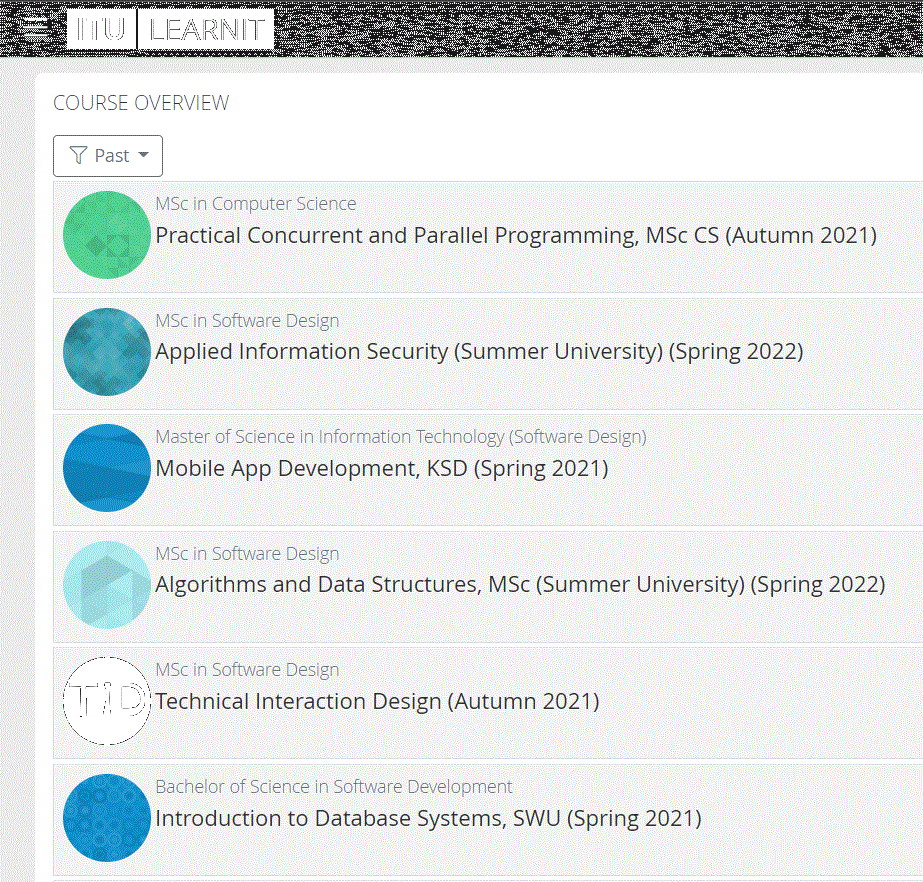 ITU LEARNIT
COURSE OVERVIEW
Past
MSc in Computer Science
Practical Concurrent and Parallel Programming, MSc CS (Autumn 2021)
MSc in Software Design
Applied Information Security (Summer University) (Spring 2022)
Master of Science in Information Technology (Software Design)
Mobile App Development, KSD (Spring 2021)
MSc in Software Design
Algorithms and Data Structures, MSc (Summer University) (Spring 2022)
MSc in Software Design
TiD
Technical Interaction Design (Autumn 2021)
Bachelor of Science in Software Development
Introduction to Database Systems, SWU (Spring 2021)